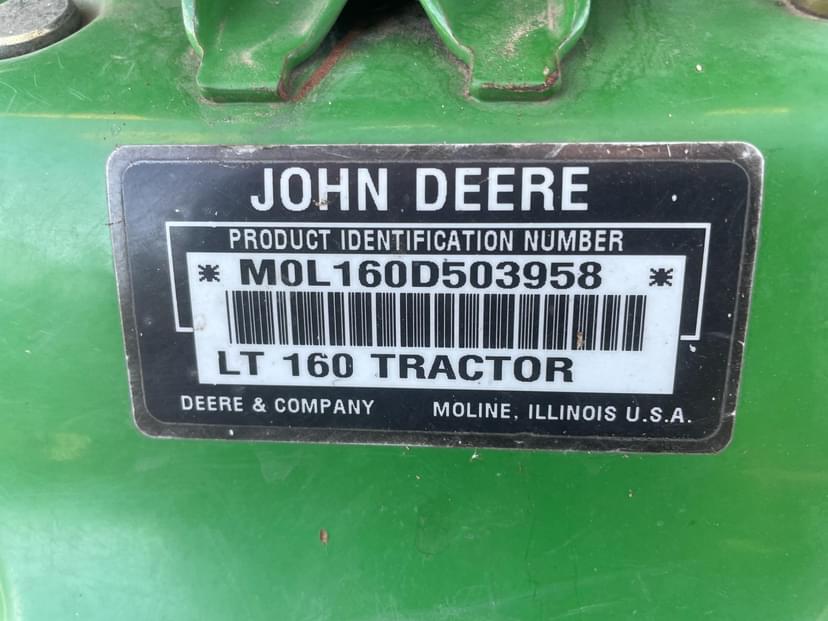 JOHN DEERE
PRODUCT IDENTIFICATION NUMBER
* M0L160D503958 *
LT 160 TRACTOR
DEERE & COMPANY MOLINE, ILLINOIS U.S.A.